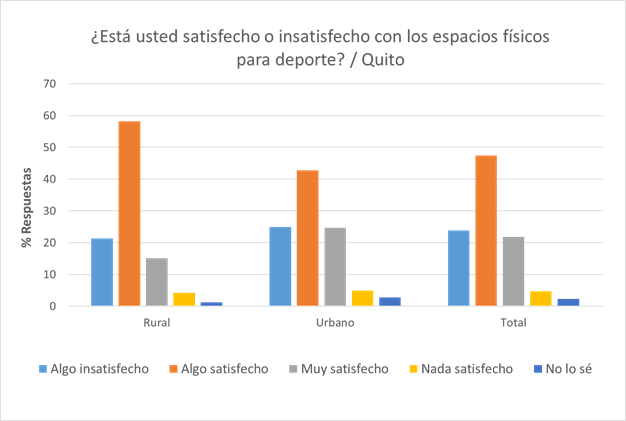 ¿Está usted satisfecho o insatisfecho con los espacios físicos
para deporte? / Quito
% Respuestas
70
60
50
40
30
20
10
0
Rural Urbano Total
Algo insatisfecho Algo satisfecho Muy satisfecho Nada satisfecho No lo sé